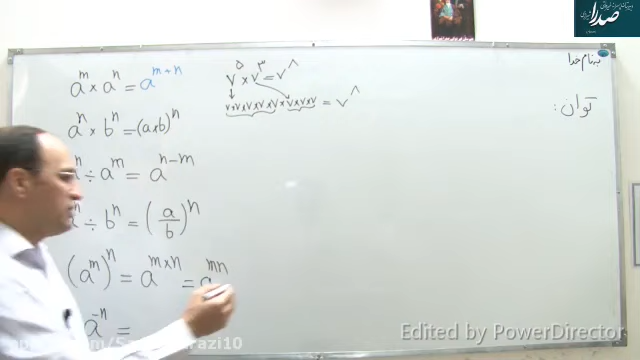 صدرا
بنام خدا
توان :
a^m × a^n = a^{m+n}
۷^۵ × ۷^۳ = ۷^۸
۷×۷×۷×۷×۷×۷×۷×۷ = ۷^۸
a^n × b^n = (a×b)^n
^n ÷ a^m = a^{n-m}
^n ÷ b^n = (a/b)^n
(a^m)^n = a^{m×n} = a^{mn}
a^{-n} =
Edited by PowerDirector